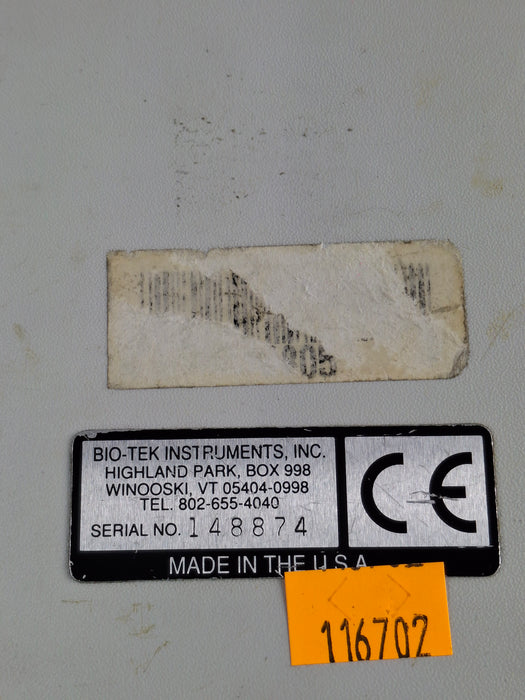 BIO-TEK INSTRUMENTS, INC.
HIGHLAND PARK, BOX 998
WINOOSKI, VT 05404-0998
TEL. 802-655-4040
SERIAL NO. 148874
CE
MADE IN THE U.S.A.
116702